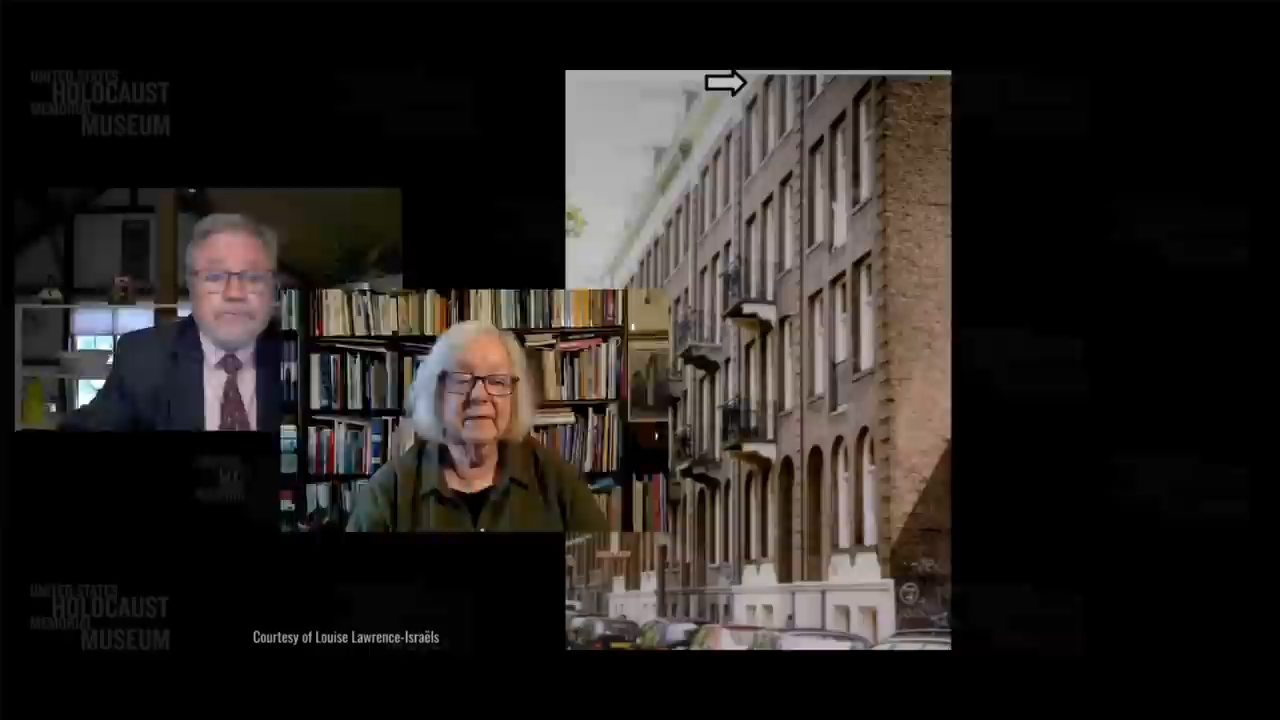 UNITED STATES
HOLOCAUST
MEMORIAL
MUSEUM
UNITED STATES
HOLOCAUST
MEMORIAL
MUSEUM
Courtesy of Louise Lawrence-Israëls